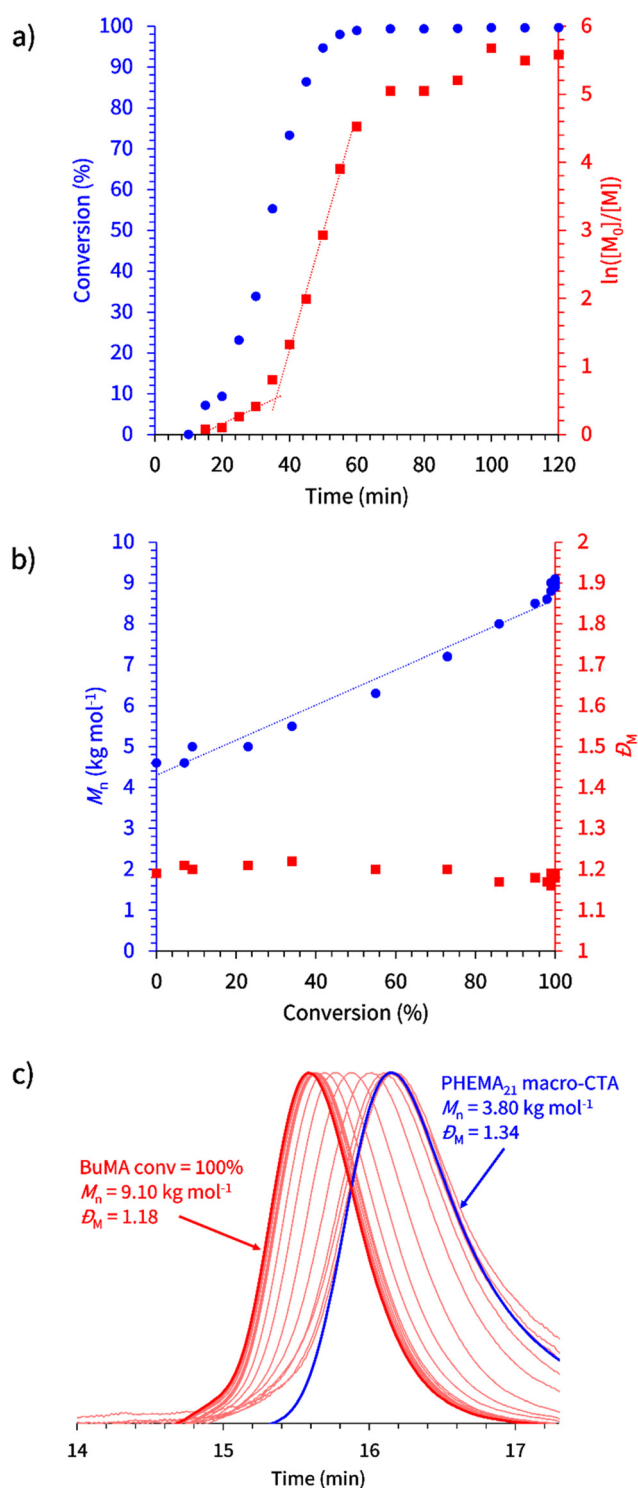 a)
100
90
80
70
60
50
40
30
20
10
0
Conversion (%)
6
5
4
3
2
1
0
ln([M₀]/[M])
0 20 40 60 80 100 120
Time (min)
b)
10
9
8
7
6
5
4
3
2
1
0
Mn (kg mol⁻¹)
2
1.9
1.8
1.7
1.6
1.5
1.4
1.3
1.2
1.1
1
ĐM
0 20 40 60 80 100
Conversion (%)
c)
PHEMA₂₁ macro-CTA
Mn = 3.80 kg mol⁻¹
ĐM = 1.34
BuMA conv = 100%
Mn = 9.10 kg mol⁻¹
ĐM = 1.18
14 15 16 17
Time (min)